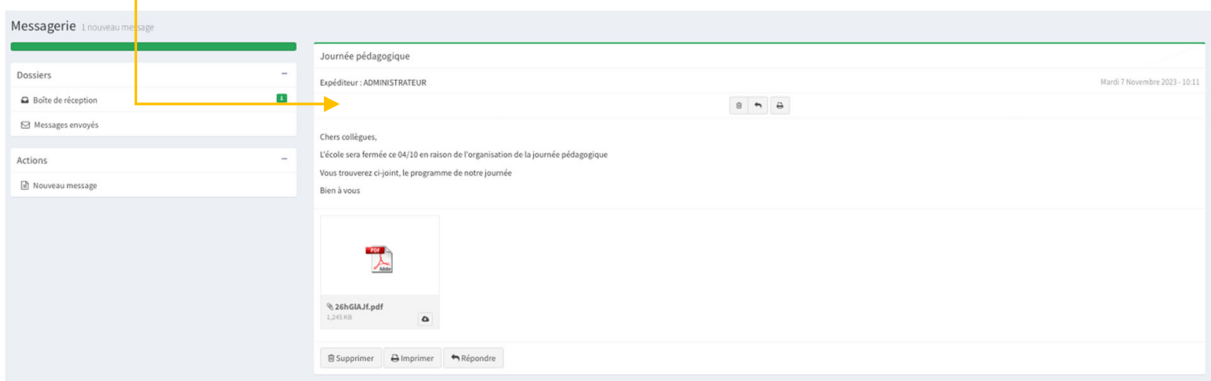 Messagerie 1 nouveau message
Dossiers
Boîte de réception 1
Messages envoyés
Actions
Nouveau message
Journée pédagogique
Expéditeur : ADMINISTRATEUR Mardi 7 Novembre 2023 - 10:11
Chers collègues,
L'école sera fermée ce 04/10 en raison de l'organisation de la journée pédagogique
Vous trouverez ci-joint, le programme de notre journée
Bien à vous
PDF
Adobe
26hGlAJf.pdf
1,245 KB
Supprimer Imprimer Répondre